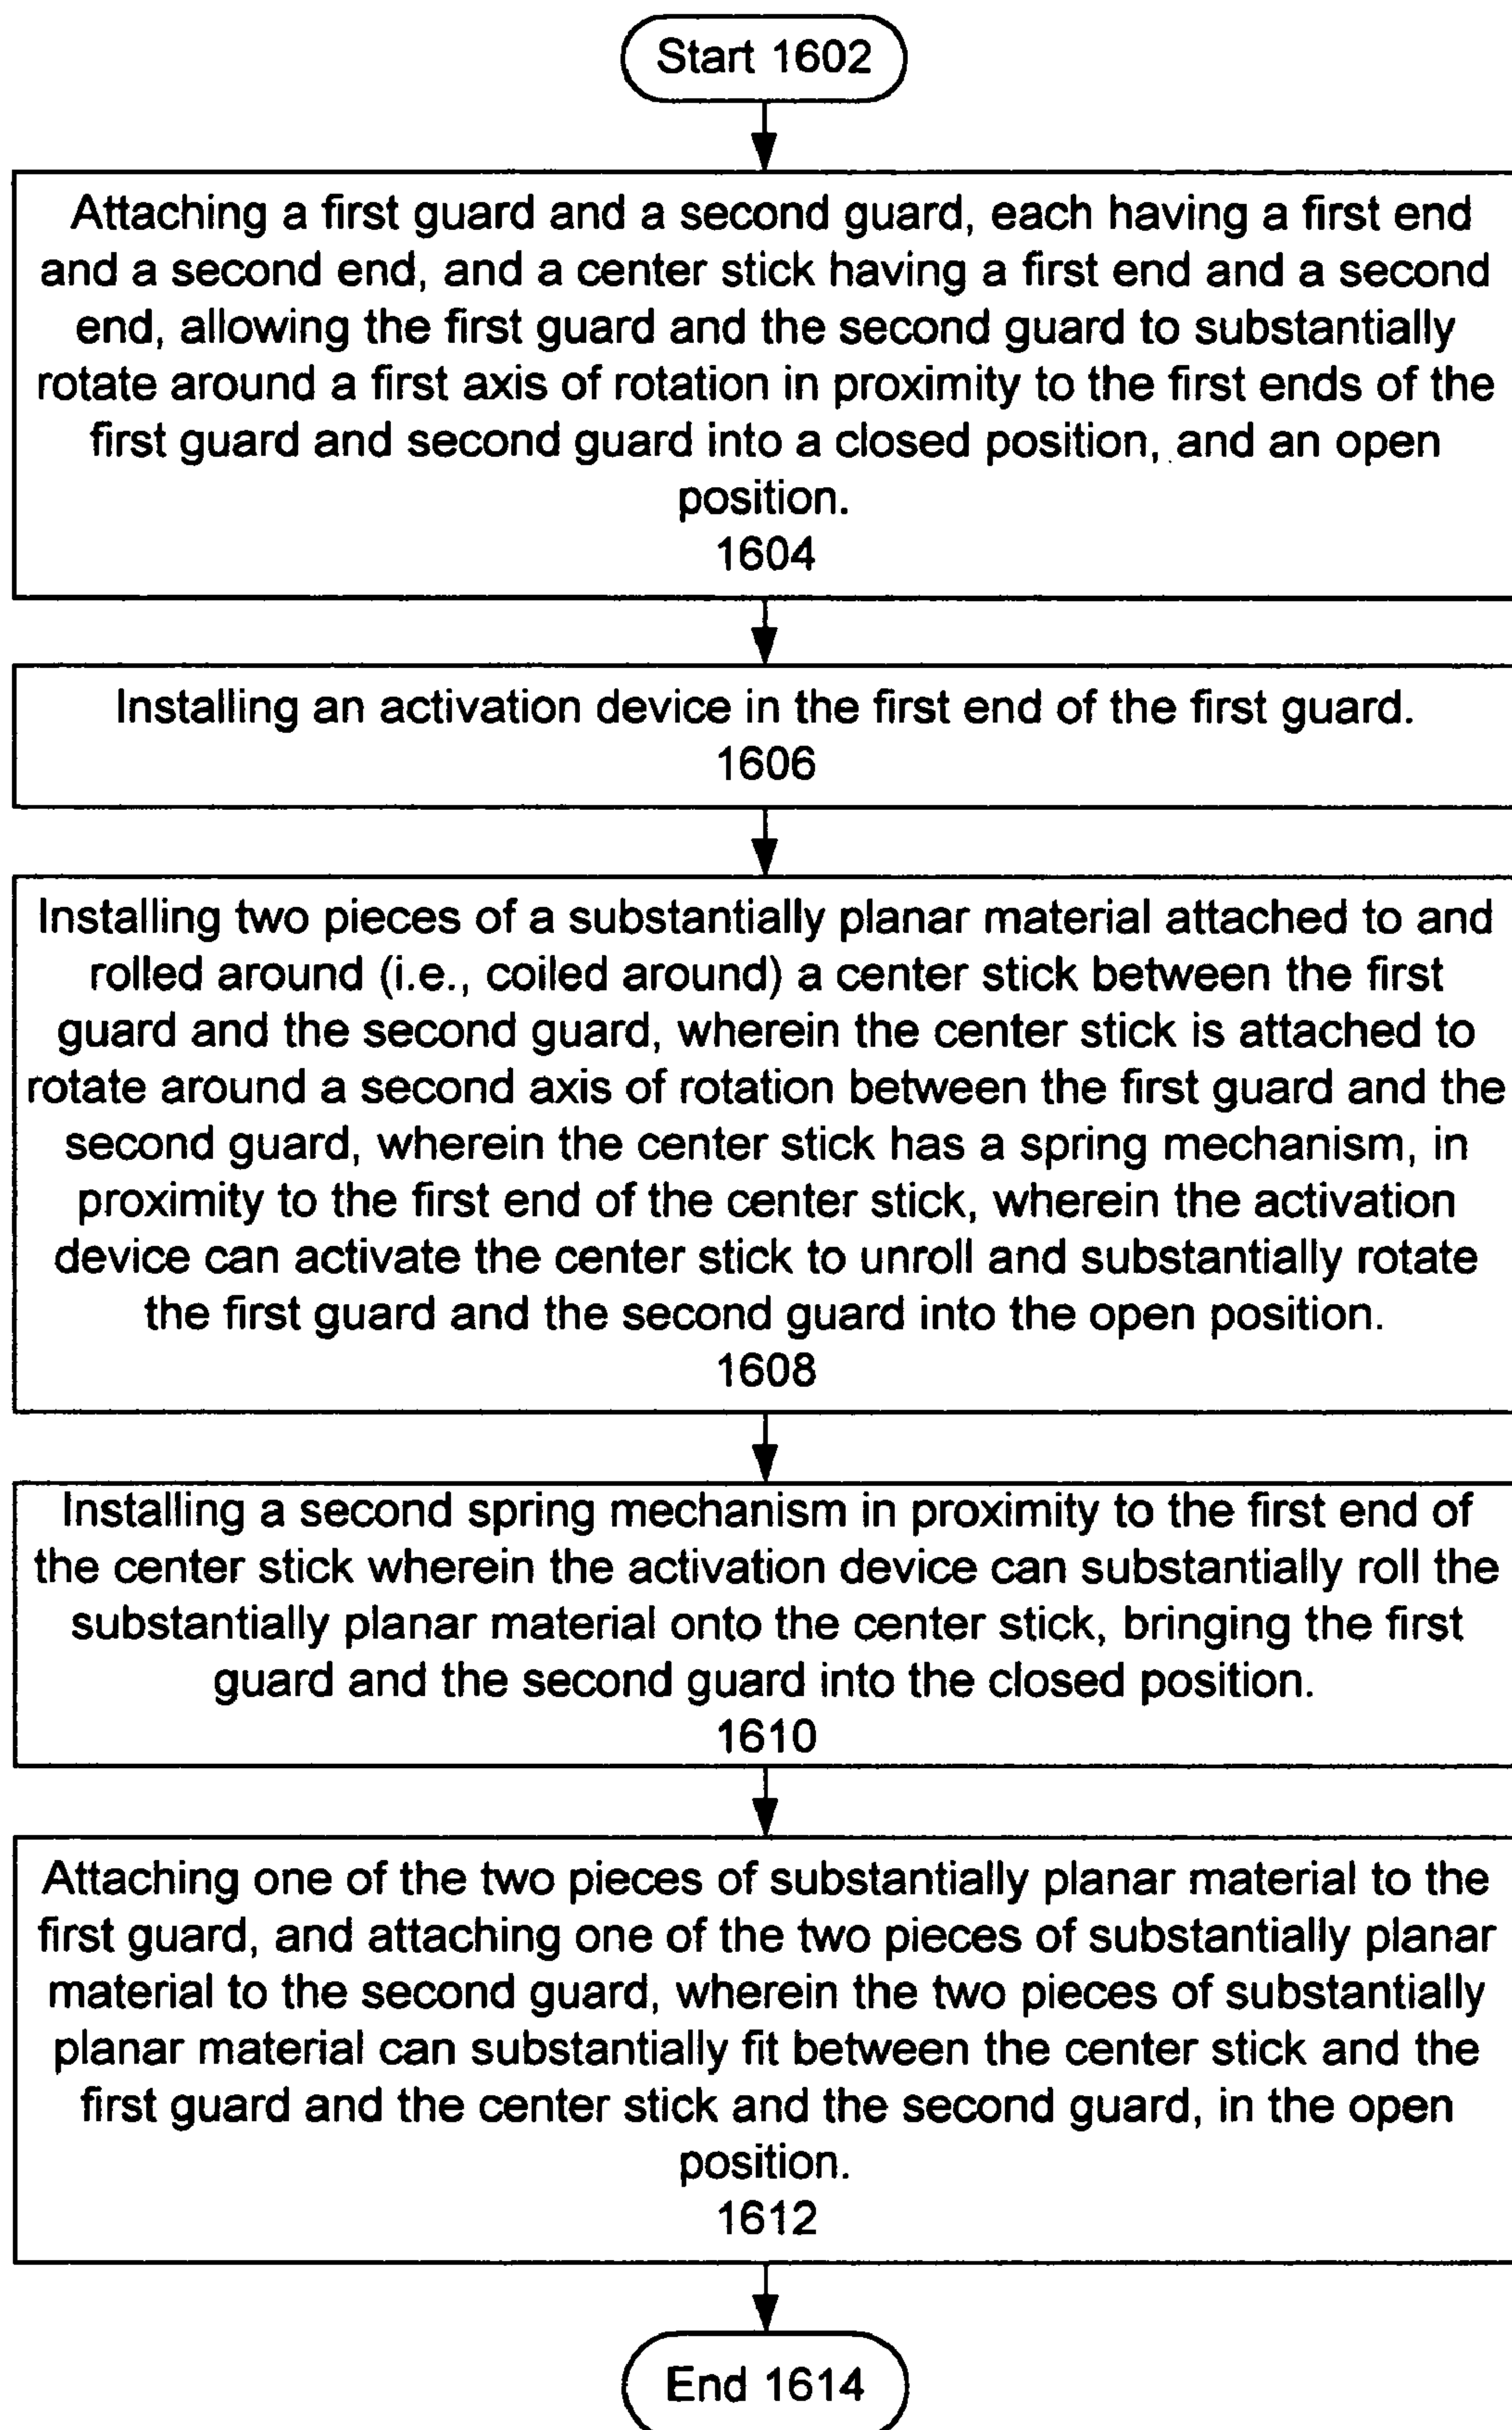 Start 1602
Attaching a first guard and a second guard, each having a first end
and a second end, and a center stick having a first end and a second
end, allowing the first guard and the second guard to substantially
rotate around a first axis of rotation in proximity to the first ends of the
first guard and second guard into a closed position, and an open
position.
1604
Installing an activation device in the first end of the first guard.
1606
Installing two pieces of a substantially planar material attached to and
rolled around (i.e., coiled around) a center stick between the first
guard and the second guard, wherein the center stick is attached to
rotate around a second axis of rotation between the first guard and the
second guard, wherein the center stick has a spring mechanism, in
proximity to the first end of the center stick, wherein the activation
device can activate the center stick to unroll and substantially rotate
the first guard and the second guard into the open position.
1608
Installing a second spring mechanism in proximity to the first end of
the center stick wherein the activation device can substantially roll the
substantially planar material onto the center stick, bringing the first
guard and the second guard into the closed position.
1610
Attaching one of the two pieces of substantially planar material to the
first guard, and attaching one of the two pieces of substantially planar
material to the second guard, wherein the two pieces of substantially
planar material can substantially fit between the center stick and the
first guard and the center stick and the second guard, in the open
position.
1612
End 1614